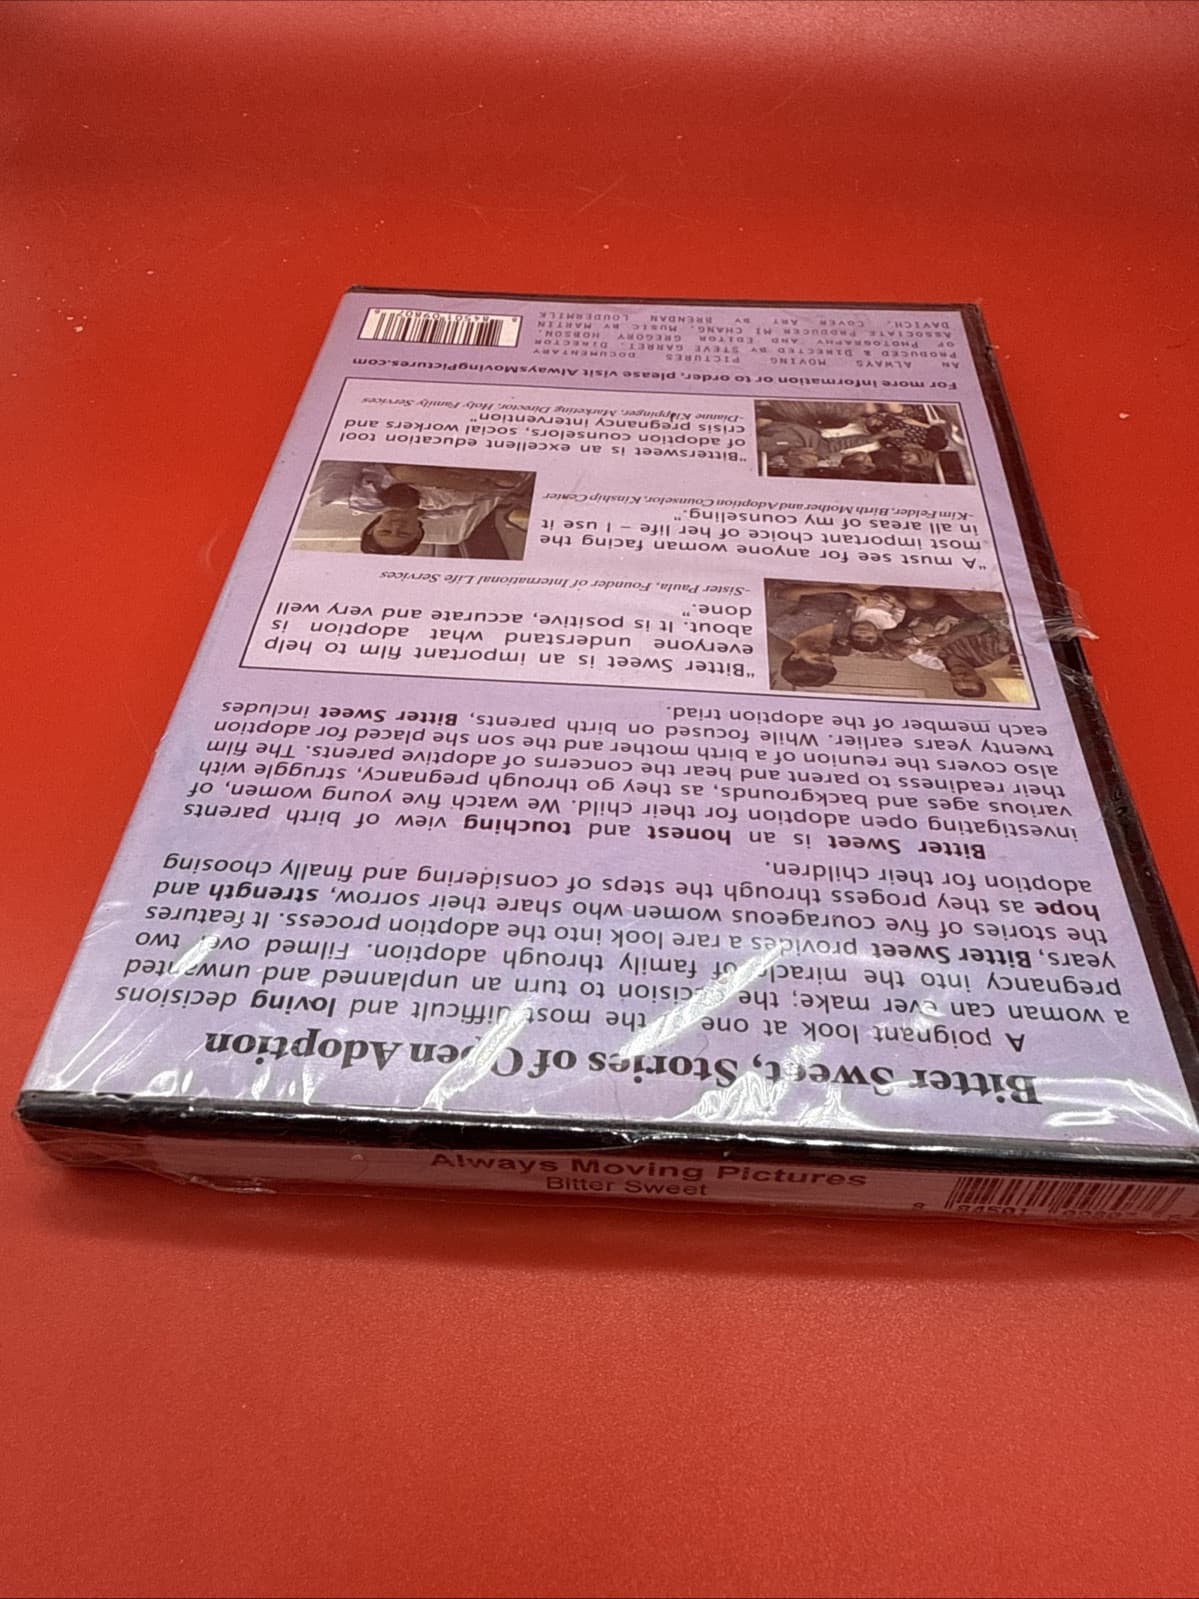 Bitter Sweet, Stories of Open Adoption
A poignant look at one of the most difficult and loving decisions
a woman can ever make; the decision to turn an unplanned and unwanted
pregnancy into the miracle of family through adoption. Filmed over two
years, Bitter Sweet provides a rare look into the adoption process. It features
the stories of five courageous women who share their sorrow, strength and
hope as they progess through the steps of considering and finally choosing
adoption for their children.
Bitter Sweet is an honest and touching view of birth parents
investigating open adoption for their child. We watch five young women, of
various ages and backgrounds, as they go through pregnancy, struggle with
their readiness to parent and hear the concerns of adoptive parents. The film
also covers the reunion of a birth mother and the son she placed for adoption
twenty years earlier. While focused on birth parents, Bitter Sweet includes
each member of the adoption triad.
"Bitter Sweet is an important film to help
everyone understand what adoption is
about. It is positive, accurate and very well
done."
-Sister Paula, Founder of International Life Services
"A must see for anyone woman facing the
most important choice of her life – I use it
in all areas of my counseling."
-Kim Felder, Birth Mother and Adoption Counselor, Kinship Center
"Bittersweet is an excellent education tool
of adoption counselors, social workers and
crisis pregnancy intervention"
-Dianne Klippinger, Marketing Director, Holy Family Services
For more information or to order, please visit AlwaysMovingPictures.com
AN ALWAYS MOVING PICTURES DOCUMENTARY
PRODUCED & DIRECTED BY STEVE GARRET. DIRECTOR
OF PHOTOGRAPHY AND EDITOR GREGORY HOBSON.
ASSOCIATE PRODUCER MI CHANG. MUSIC BY MARTIN
DAVICH. COVER ART BY BRENDAN LOUDERMILK
8 84501 09807 6
Always Moving Pictures
Bitter Sweet